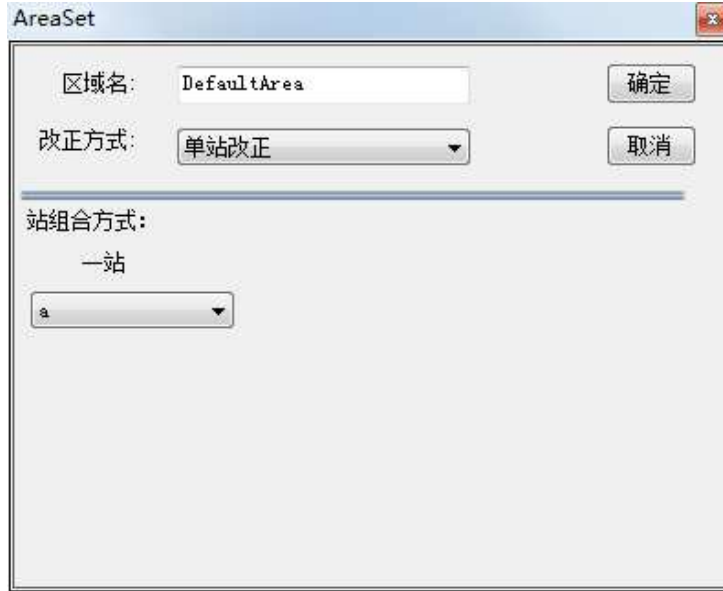 AreaSet
区域名: DefaultArea 确定
改正方式: 单站改正 取消
站组合方式:
一站
a